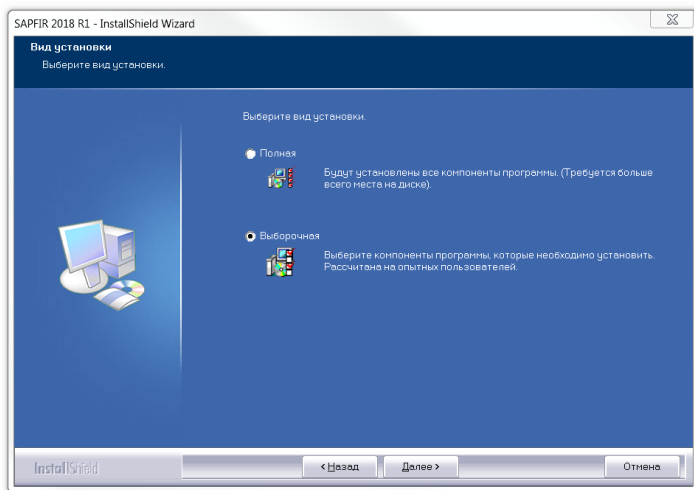 SAPFIR 2018 R1 - InstallShield Wizard
Вид установки
Выберите вид установки.
Выберите вид установки.
Полная
Будут установлены все компоненты программы. (Требуется больше
всего места на диске).
Выборочная
Выберите компоненты программы, которые необходимо установить.
Рассчитана на опытных пользователей.
InstallShield
< Назад
Далее >
Отмена